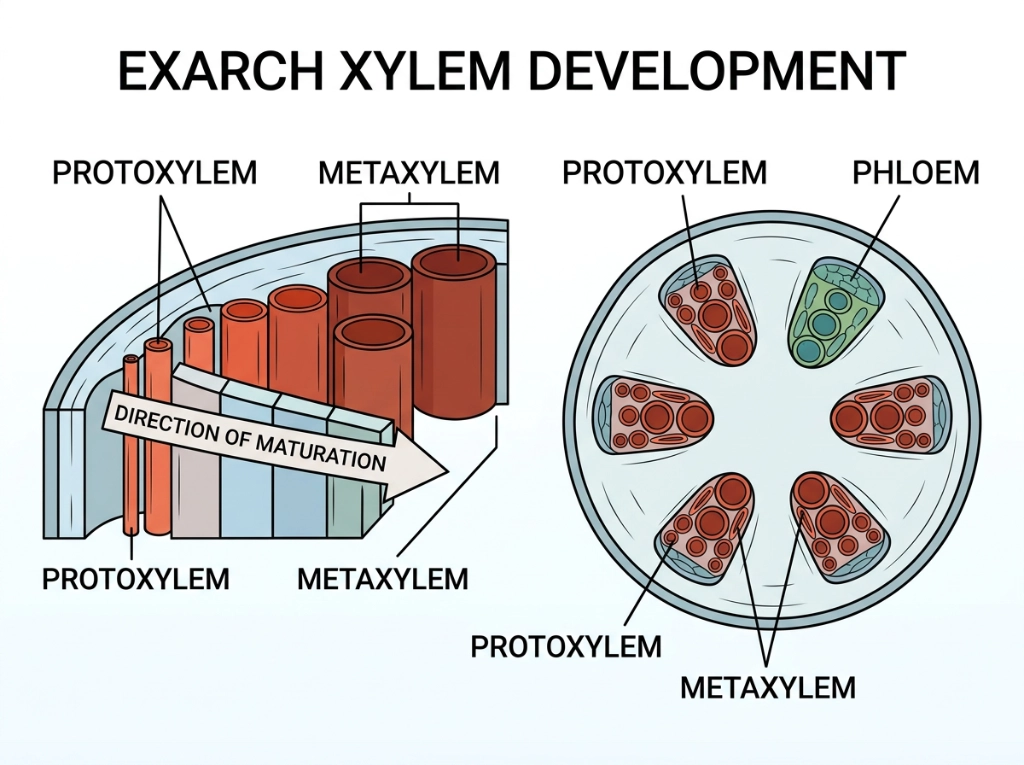 EXARCH XYLEM DEVELOPMENT
PROTOXYLEM
METAXYLEM
PROTOXYLEM
PHLOEM
DIRECTION OF MATURATION
PROTOXYLEM
METAXYLEM
PROTOXYLEM
METAXYLEM